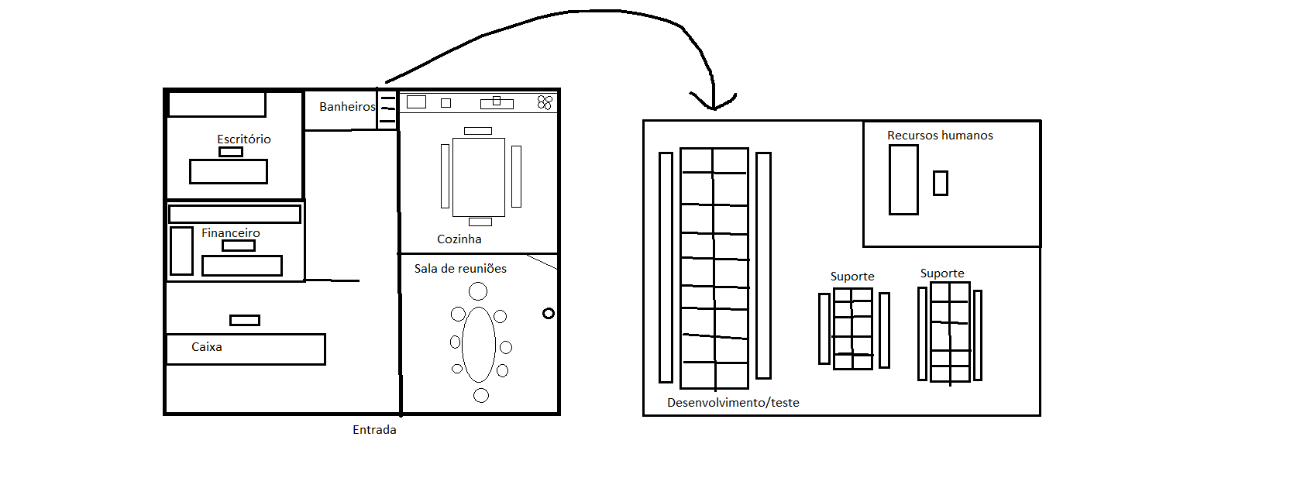 Banheiros
Escritório
Financeiro
Cozinha
Sala de reuniões
Caixa
Entrada
Recursos humanos
Suporte
Suporte
Desenvolvimento/teste